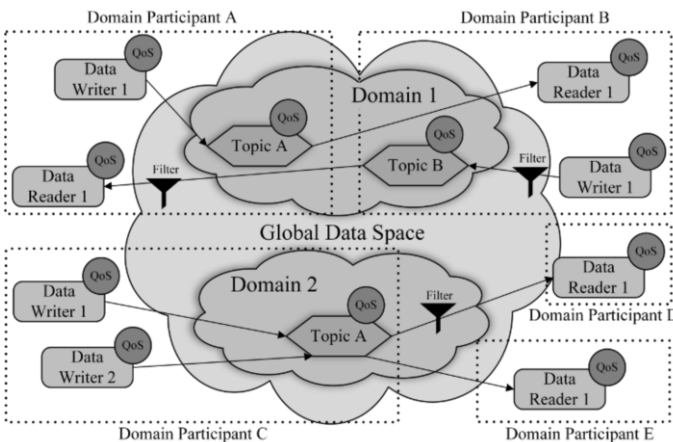 Domain Participant A
Domain Participant B
QoS
Data
Writer 1
QoS
Data
Reader 1
Domain 1
QoS
Topic A
QoS
Topic B
QoS
Data
Reader 1
Filter
Filter
QoS
Data
Writer 1
Global Data Space
QoS
Data
Writer 1
Domain 2
QoS
Topic A
Filter
QoS
Data
Reader 1
Domain Participant D
QoS
Data
Writer 2
QoS
Data
Reader 1
Domain Participant C
Domain Participant E